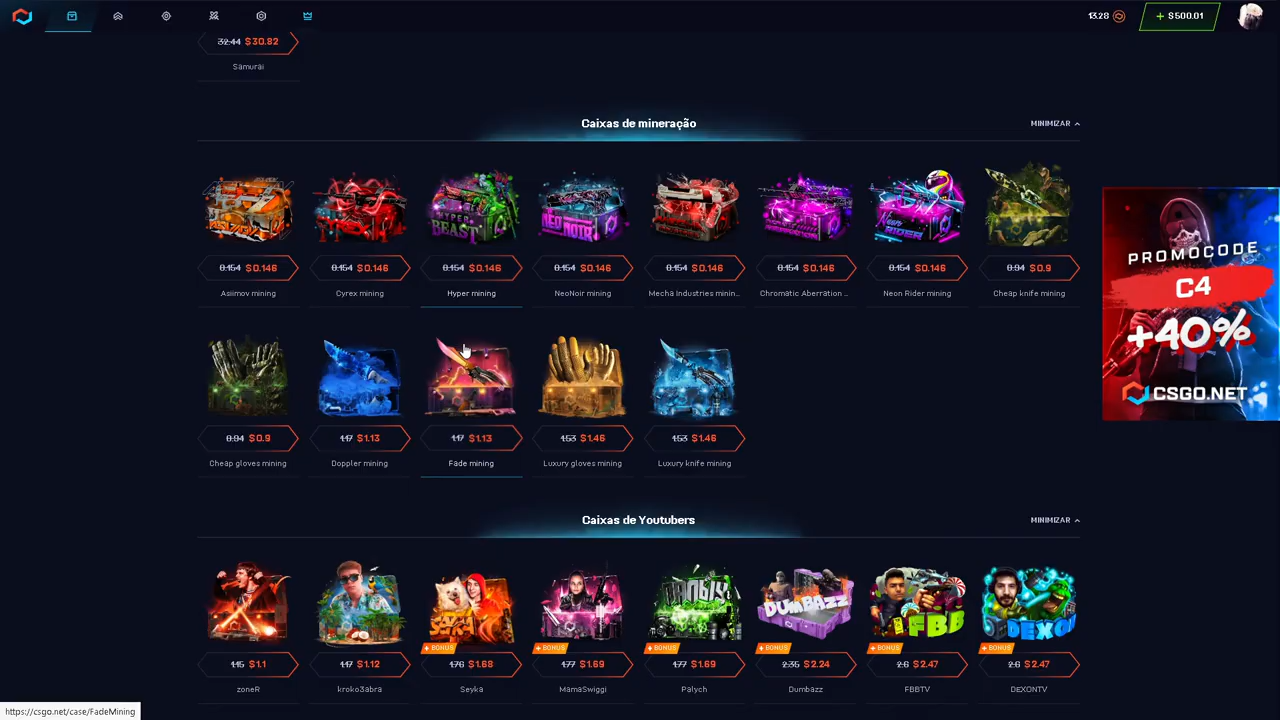 13.28
+ $500.01
32.44 $30.82
Samurai
Caixas de mineração
MINIMIZAR
0.154 $0.146
0.154 $0.146
0.154 $0.146
0.154 $0.146
0.154 $0.146
0.154 $0.146
0.154 $0.146
0.94 $0.9
Asiimov mining
Cyrex mining
Hyper mining
NeoNoir mining
Mecha Industries minin...
Chromatic Aberration ...
Neon Rider mining
Cheap knife mining
HYPER
BEAST
NEO NOIR
PROMOCODE
C4
+40%
CSGO.NET
0.94 $0.9
1.17 $1.13
1.17 $1.13
1.53 $1.46
1.53 $1.46
Cheap gloves mining
Doppler mining
Fade mining
Luxury gloves mining
Luxury knife mining
Caixas de Youtubers
MINIMIZAR
SEYKA
DUMBAZZ
FBB
DEXO
+ BONUS
+ BONUS
+ BONUS
+ BONUS
+ BONUS
+ BONUS
1.15 $1.1
1.17 $1.12
1.76 $1.68
1.77 $1.69
1.77 $1.69
2.35 $2.24
2.6 $2.47
2.6 $2.47
zoneR
kroko3abra
Seyka
MamaSwiggi
Palych
Dumbazz
FBBTV
DEXONTV
https://csgo.net/case/FadeMining